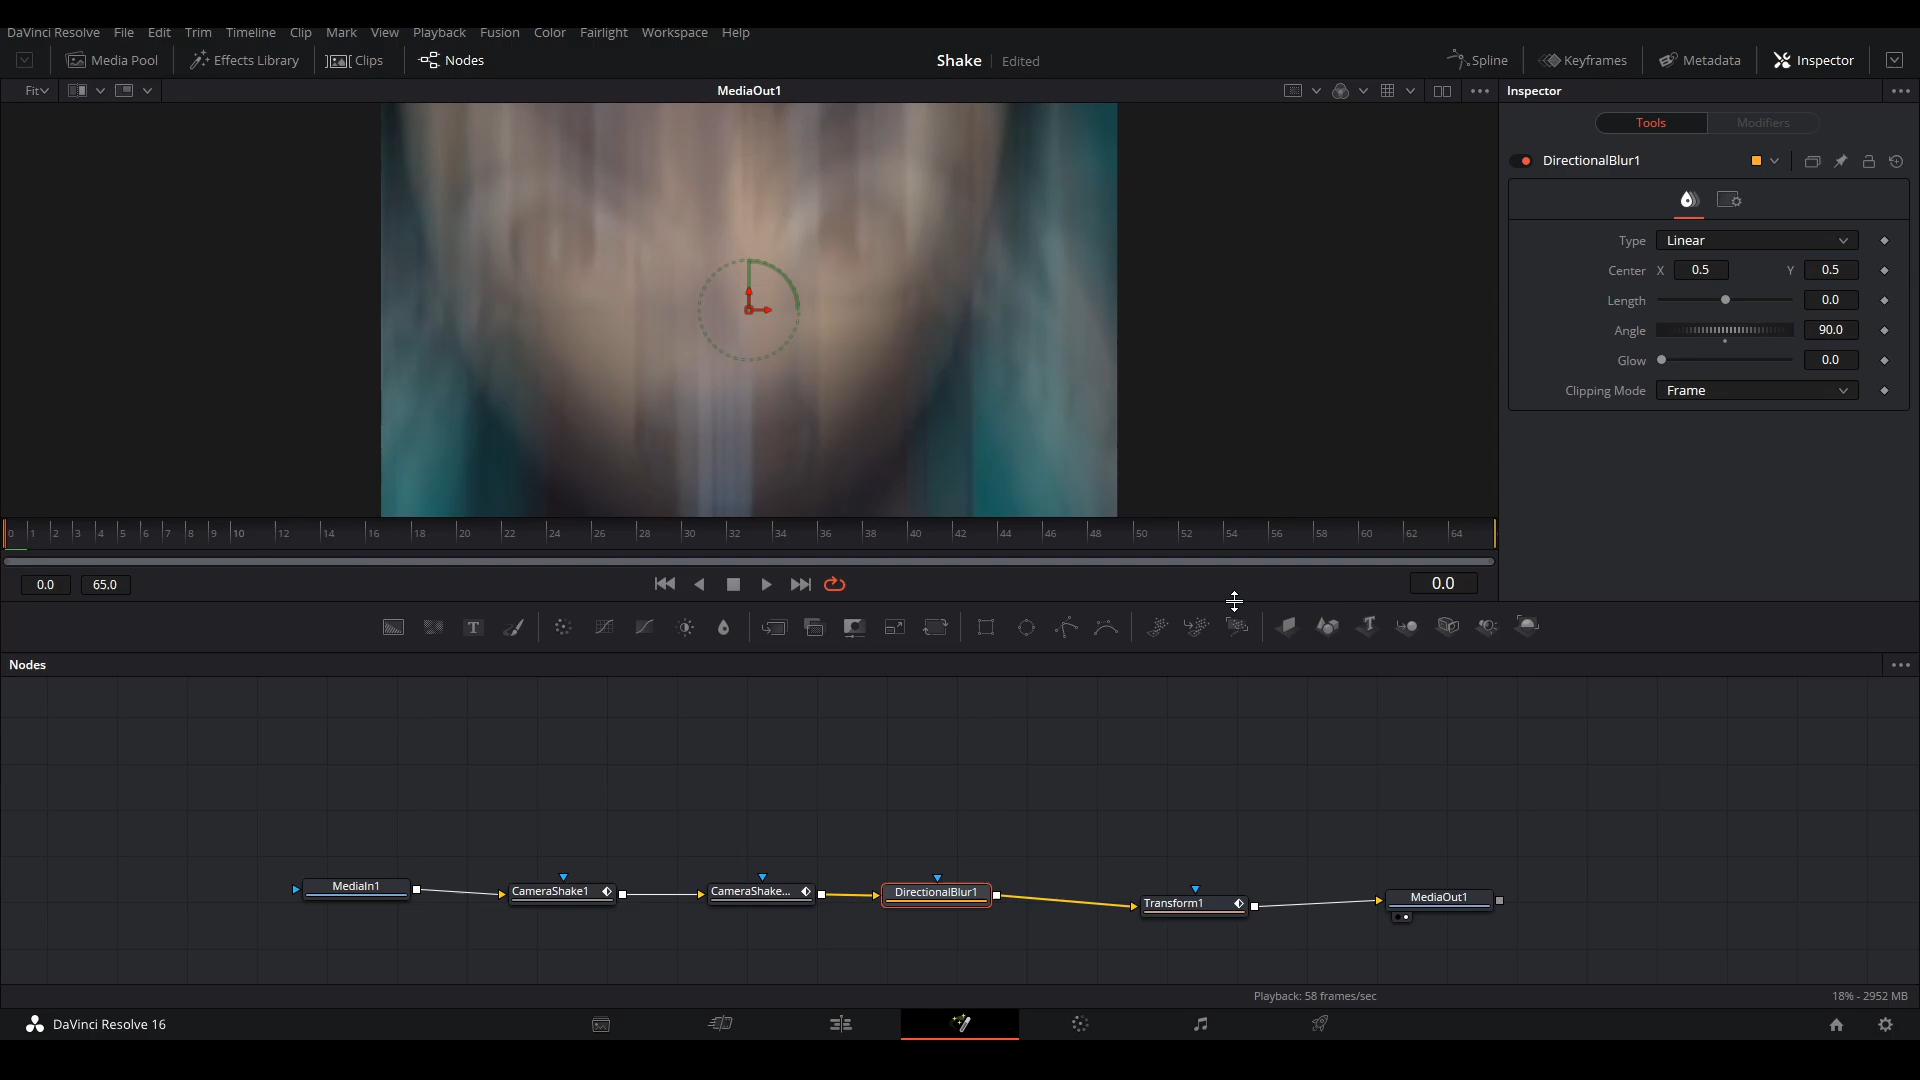 DaVinci Resolve File Edit Trim Timeline Clip Mark View Playback Fusion Color Fairlight Workspace Help
Media Pool Effects Library Clips Nodes Shake Edited Spline Keyframes Metadata Inspector
Fit MediaOut1 Inspector
Tools Modifiers
DirectionalBlur1
Type Linear
Center X 0.5 Y 0.5
Length 0.0
Angle 90.0
Glow 0.0
Clipping Mode Frame
0 1 2 3 4 5 6 7 8 9 10 12 14 16 18 20 22 24 26 28 30 32 34 36 38 40 42 44 46 48 50 52 54 56 58 60 62 64
0.0 65.0 0.0
T T
Nodes
MediaIn1 CameraShake1 CameraShake... DirectionalBlur1 Transform1 MediaOut1
Playback: 58 frames/sec 18% - 2952 MB
DaVinci Resolve 16